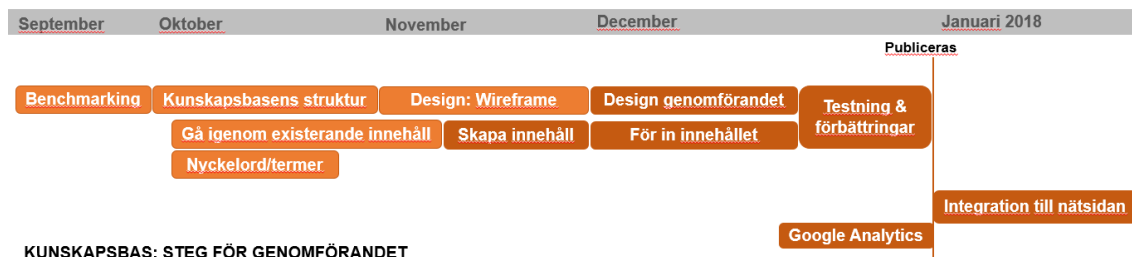 September Oktober November December Januari 2018
Publiceras
Benchmarking Kunskapsbasens struktur Design: Wireframe Design genomförandet Testning &
förbättringar
Gå igenom existerande innehåll Skapa innehåll För in innehållet
Nyckelord/termer
Integration till nätsidan
Google Analytics
KUNSKAPSBAS: STEG FÖR GENOMFÖRANDET